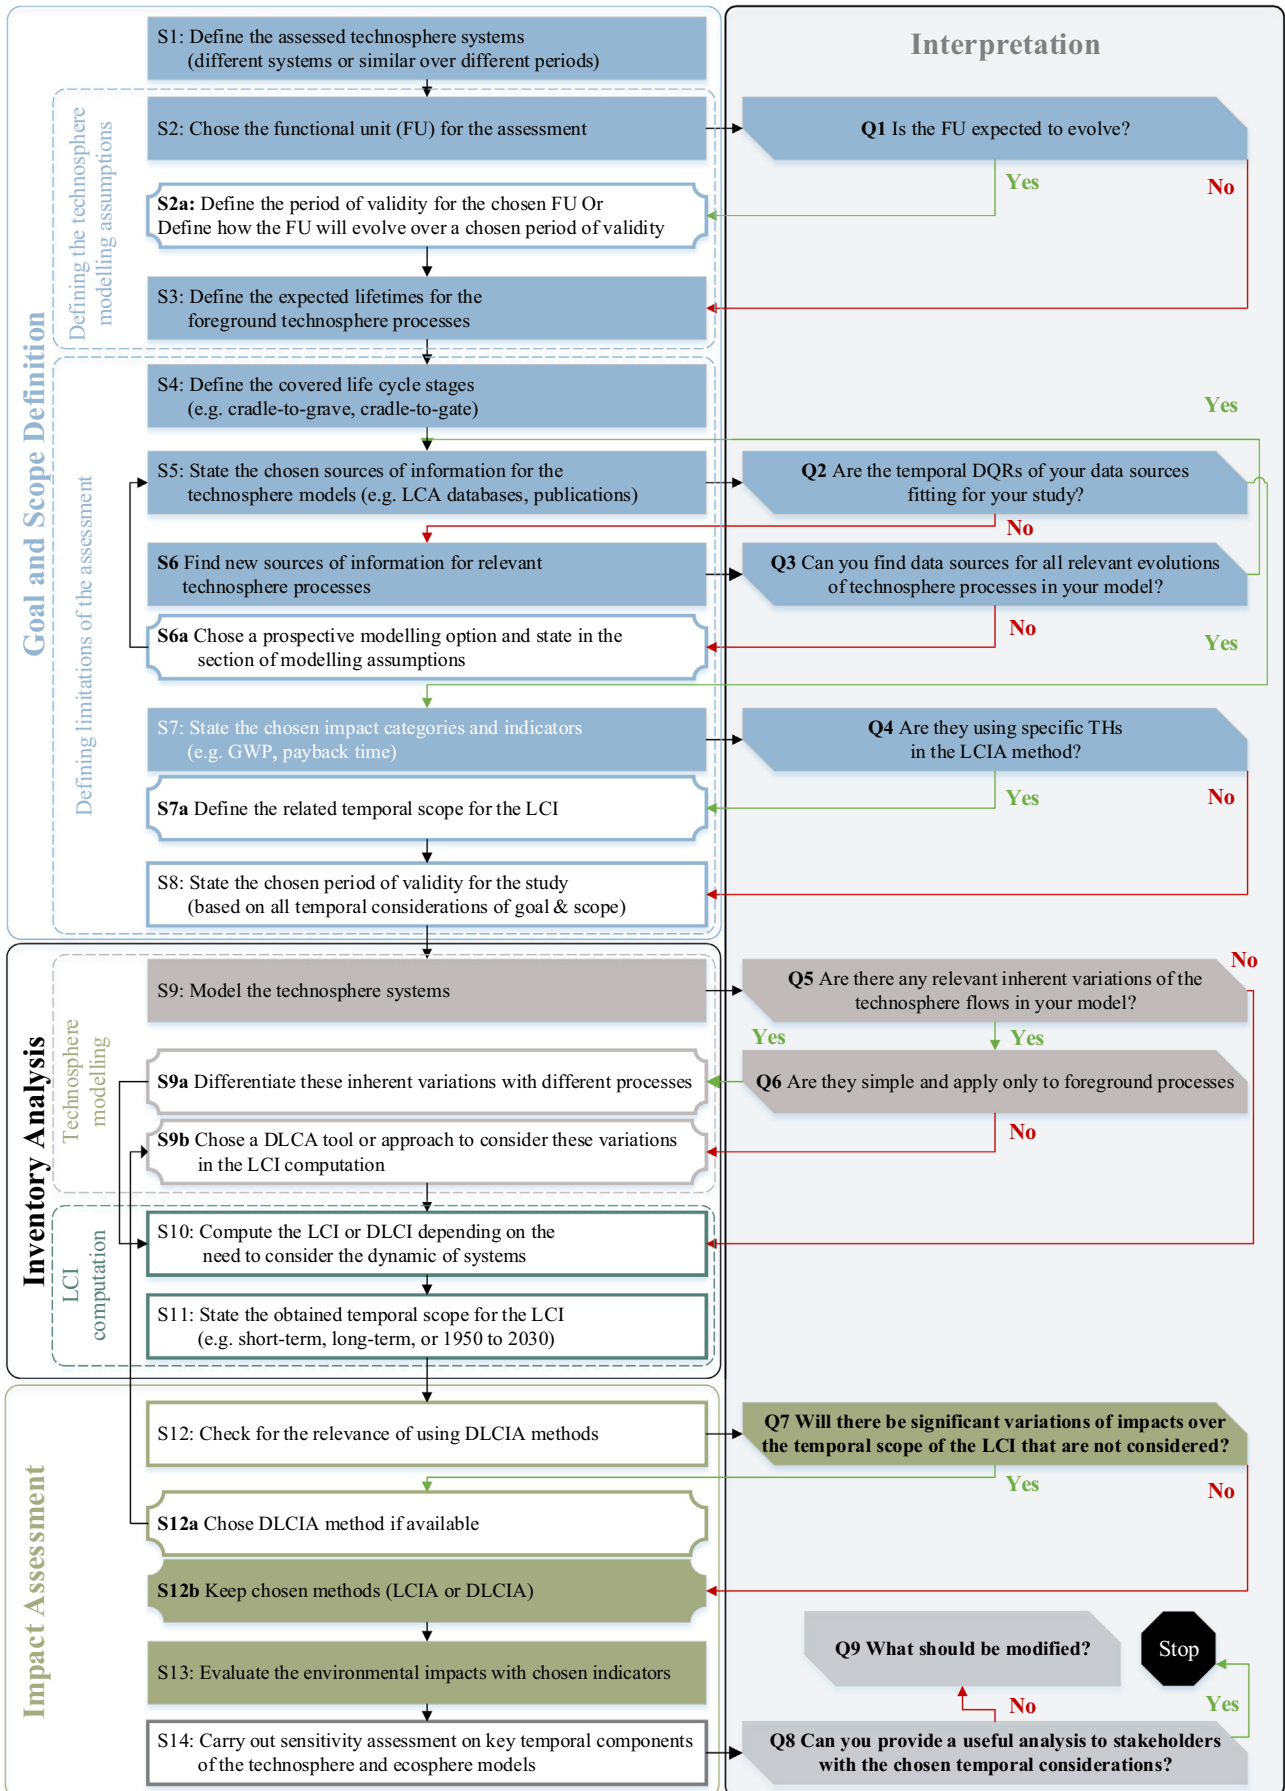 Interpretation
Goal and Scope Definition
Defining the technosphere
modelling assumptions
S1: Define the assessed technosphere systems
(different systems or similar over different periods)
S2: Chose the functional unit (FU) for the assessment
Q1 Is the FU expected to evolve?
Yes
No
S2a: Define the period of validity for the chosen FU Or
Define how the FU will evolve over a chosen period of validity
S3: Define the expected lifetimes for the
foreground technosphere processes
Defining limitations of the assessment
S4: Define the covered life cycle stages
(e.g. cradle-to-grave, cradle-to-gate)
Yes
S5: State the chosen sources of information for the
technosphere models (e.g. LCA databases, publications)
Q2 Are the temporal DQRs of your data sources
fitting for your study?
No
S6 Find new sources of information for relevant
technosphere processes
Q3 Can you find data sources for all relevant evolutions
of technosphere processes in your model?
No
Yes
S6a Chose a prospective modelling option and state in the
section of modelling assumptions
S7: State the chosen impact categories and indicators
(e.g. GWP, payback time)
Q4 Are they using specific THs
in the LCIA method?
Yes
No
S7a Define the related temporal scope for the LCI
S8: State the chosen period of validity for the study
(based on all temporal considerations of goal & scope)
Inventory Analysis
Technosphere
modelling
S9: Model the technosphere systems
Q5 Are there any relevant inherent variations of the
technosphere flows in your model?
No
Yes
Yes
S9a Differentiate these inherent variations with different processes
Q6 Are they simple and apply only to foreground processes
No
S9b Chose a DLCA tool or approach to consider these variations
in the LCI computation
LCI
computation
S10: Compute the LCI or DLCI depending on the
need to consider the dynamic of systems
S11: State the obtained temporal scope for the LCI
(e.g. short-term, long-term, or 1950 to 2030)
Impact Assessment
S12: Check for the relevance of using DLCIA methods
Q7 Will there be significant variations of impacts over
the temporal scope of the LCI that are not considered?
Yes
No
S12a Chose DLCIA method if available
S12b Keep chosen methods (LCIA or DLCIA)
S13: Evaluate the environmental impacts with chosen indicators
Q9 What should be modified?
Stop
No
Yes
S14: Carry out sensitivity assessment on key temporal components
of the technosphere and ecosphere models
Q8 Can you provide a useful analysis to stakeholders
with the chosen temporal considerations?